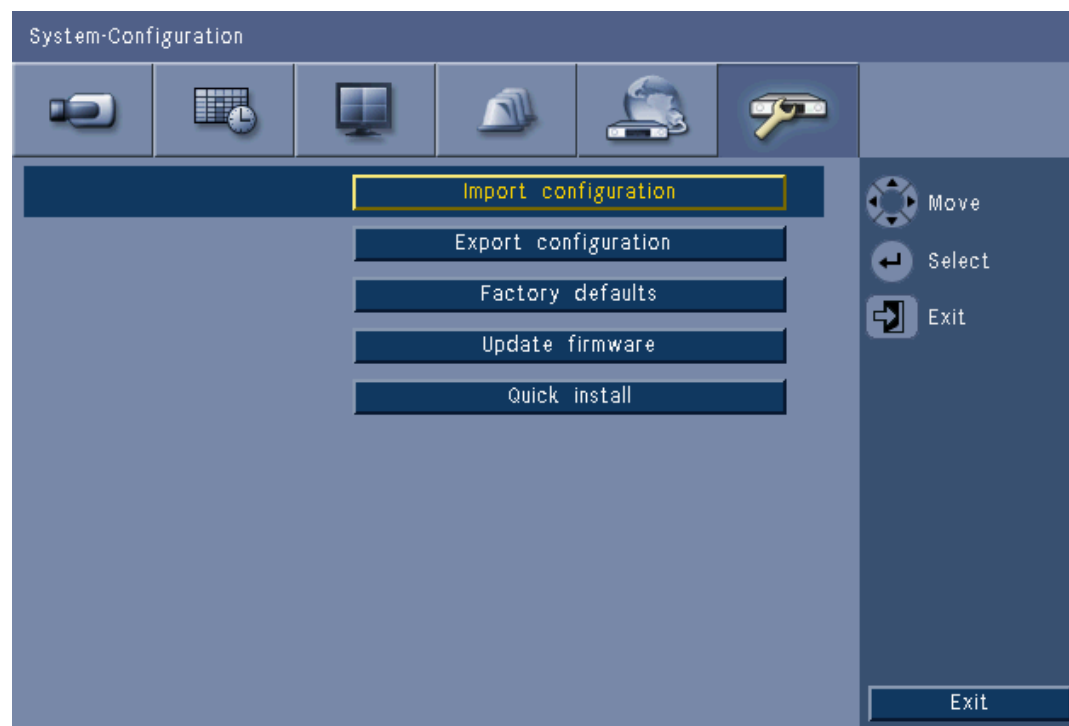 System-Configuration
Import configuration
Export configuration
Factory defaults
Update firmware
Quick install
Move
Select
Exit
Exit